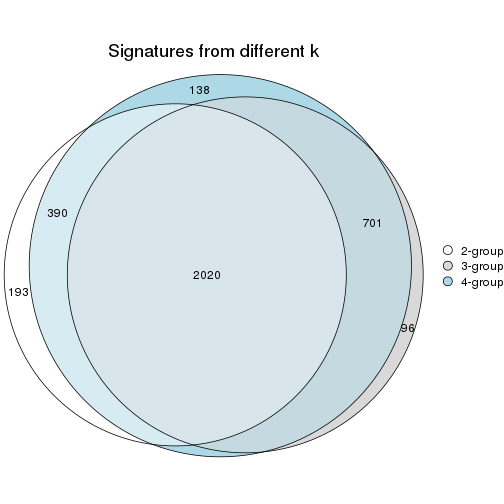 Signatures from different k
138
390
701
2-group
3-group
4-group
2020
193
96